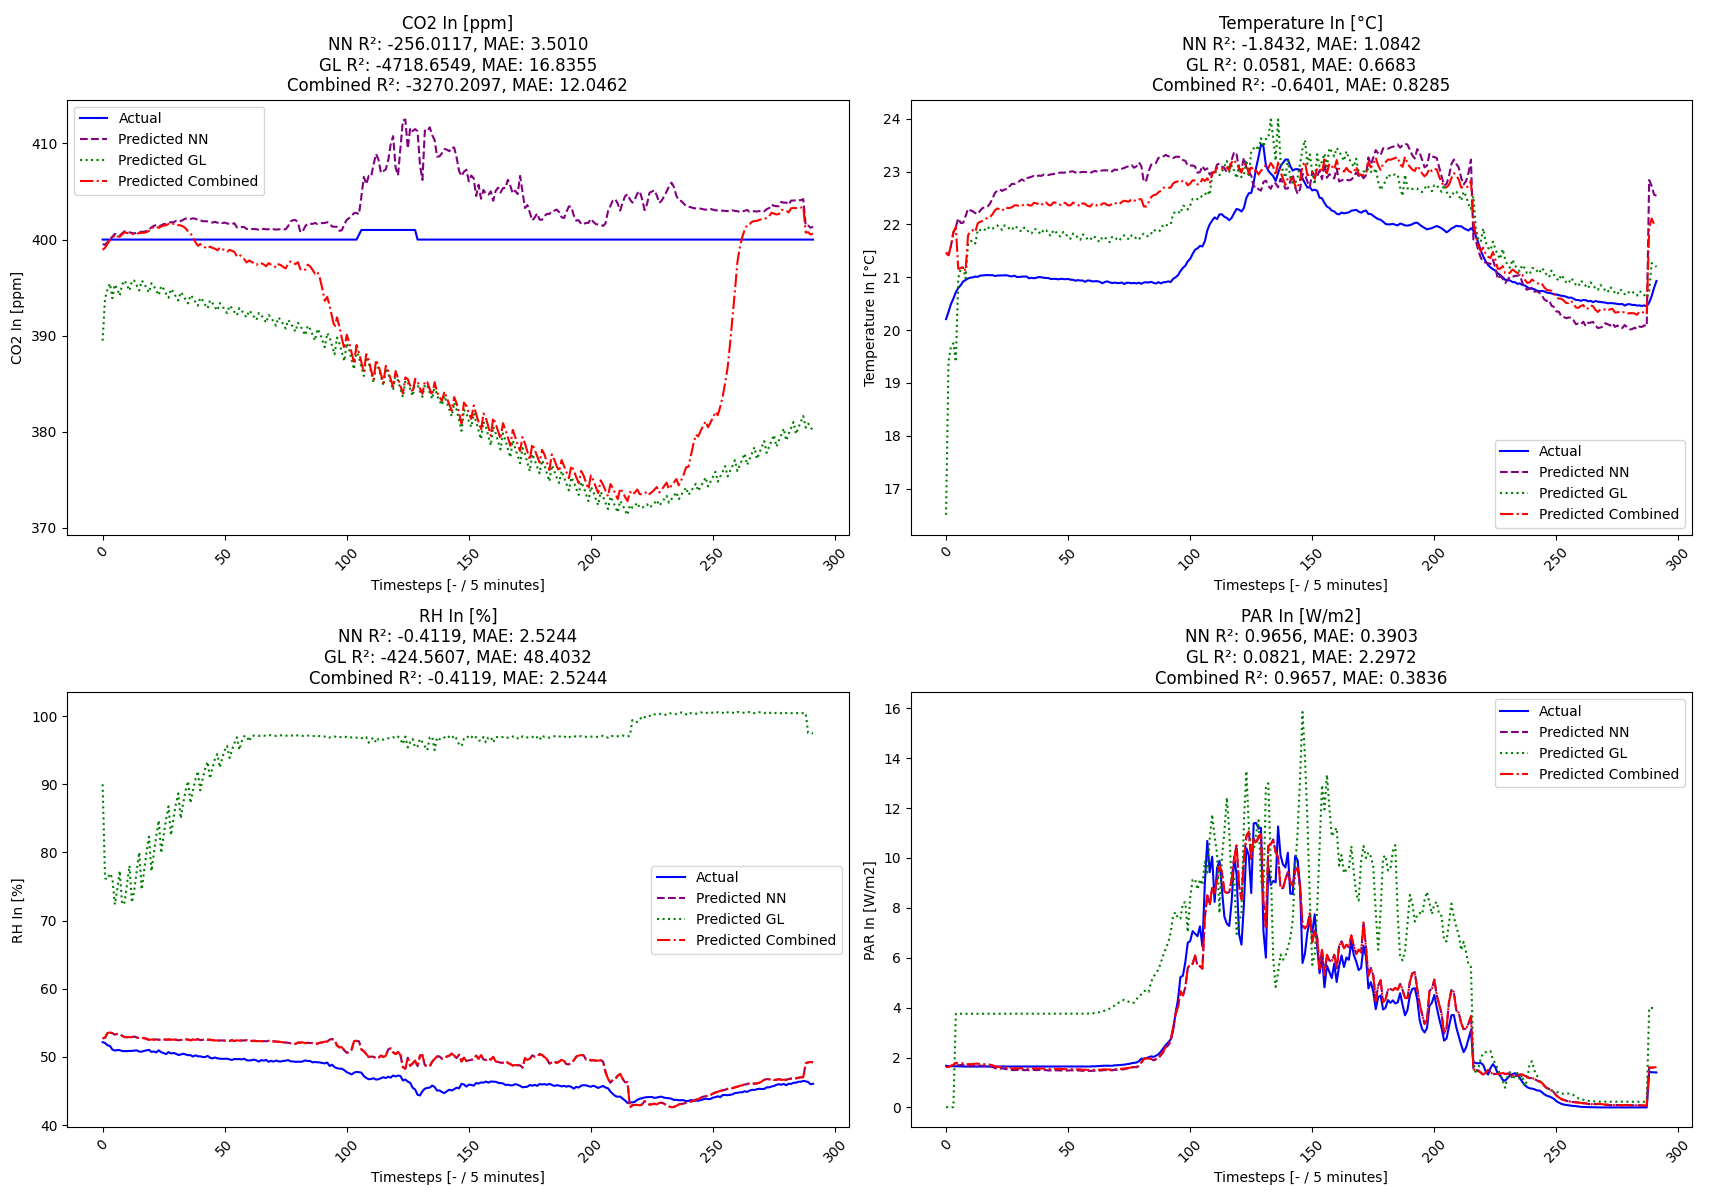 CO2 In [ppm]
NN R²: -256.0117, MAE: 3.5010
GL R²: -4718.6549, MAE: 16.8355
Combined R²: -3270.2097, MAE: 12.0462
Actual
Predicted NN
Predicted GL
Predicted Combined
410
400
390
380
370
CO2 In [ppm]
0
50
100
150
200
250
300
Timesteps [- / 5 minutes]
Temperature In [°C]
NN R²: -1.8432, MAE: 1.0842
GL R²: 0.0581, MAE: 0.6683
Combined R²: -0.6401, MAE: 0.8285
24
23
22
21
20
19
18
17
Temperature In [°C]
Actual
Predicted NN
Predicted GL
Predicted Combined
0
50
100
150
200
250
300
Timesteps [- / 5 minutes]
RH In [%]
NN R²: -0.4119, MAE: 2.5244
GL R²: -424.5607, MAE: 48.4032
Combined R²: -0.4119, MAE: 2.5244
100
90
80
70
60
50
40
RH In [%]
Actual
Predicted NN
Predicted GL
Predicted Combined
0
50
100
150
200
250
300
Timesteps [- / 5 minutes]
PAR In [W/m2]
NN R²: 0.9656, MAE: 0.3903
GL R²: 0.0821, MAE: 2.2972
Combined R²: 0.9657, MAE: 0.3836
Actual
Predicted NN
Predicted GL
Predicted Combined
16
14
12
10
8
6
4
2
0
PAR In [W/m2]
0
50
100
150
200
250
300
Timesteps [- / 5 minutes]